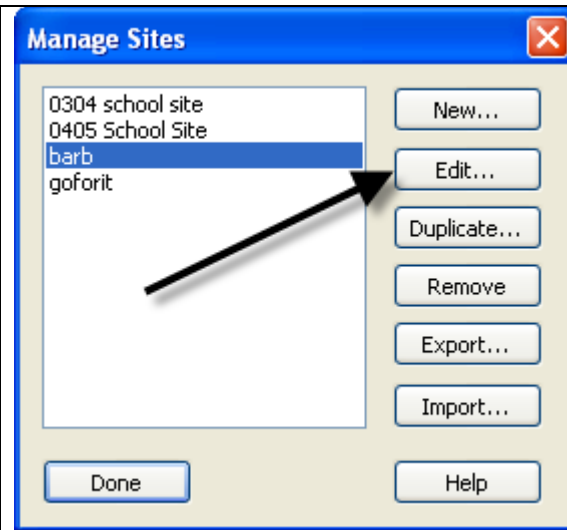 Manage Sites
0304 school site
0405 School Site
barb
goforit
New...
Edit...
Duplicate...
Remove
Export...
Import...
Done
Help